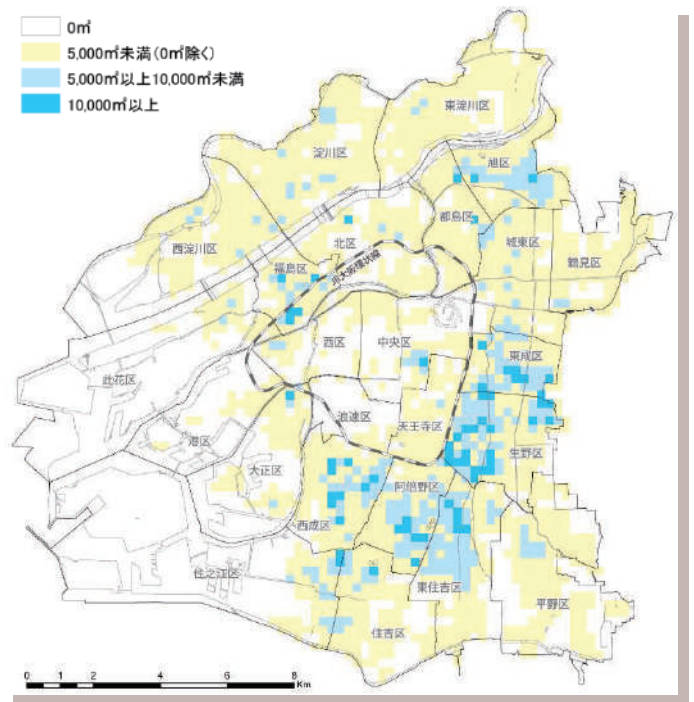 0㎡
5,000㎡未満(0㎡除く)
5,000㎡以上10,000㎡未満
10,000㎡以上
東淀川区
淀川区
旭区
都島区
北区
城東区
鶴見区
西淀川区
福島区
JR大阪環状線
西区
中央区
東成区
此花区
浪速区
天王寺区
港区
生野区
大正区
阿倍野区
西成区
住之江区
東住吉区
平野区
住吉区
0 1 2 4 6 8
Km